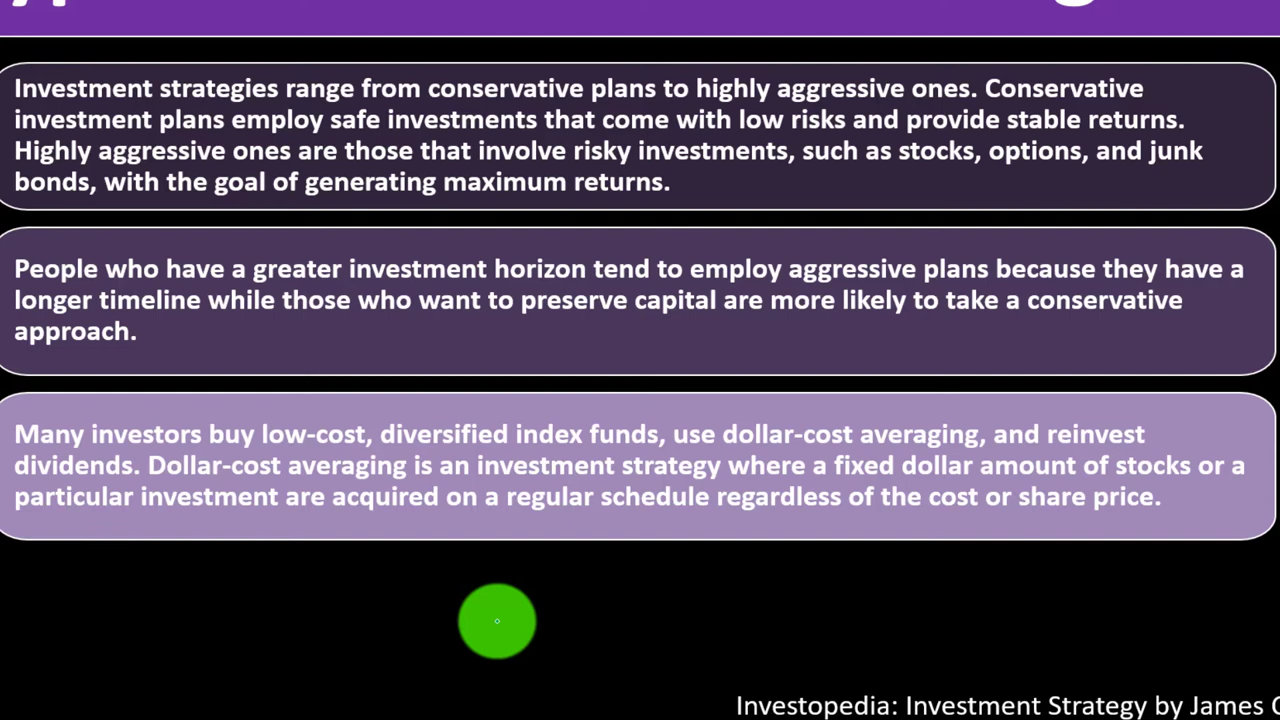 Investment strategies range from conservative plans to highly aggressive ones. Conservative
investment plans employ safe investments that come with low risks and provide stable returns.
Highly aggressive ones are those that involve risky investments, such as stocks, options, and junk
bonds, with the goal of generating maximum returns.
People who have a greater investment horizon tend to employ aggressive plans because they have a
longer timeline while those who want to preserve capital are more likely to take a conservative
approach.
Many investors buy low-cost, diversified index funds, use dollar-cost averaging, and reinvest
dividends. Dollar-cost averaging is an investment strategy where a fixed dollar amount of stocks or a
particular investment are acquired on a regular schedule regardless of the cost or share price.
Investopedia: Investment Strategy by James